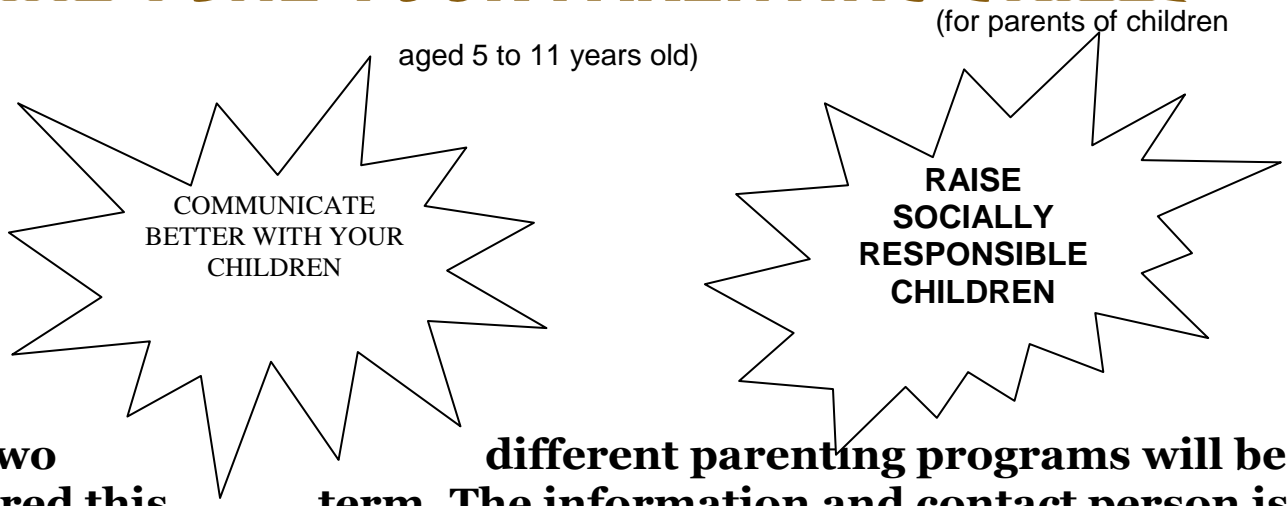 (for parents of children
aged 5 to 11 years old)
COMMUNICATE
BETTER WITH YOUR
CHILDREN
RAISE
SOCIALLY
RESPONSIBLE
CHILDREN
different parenting programs will be
this term. The information and contact person is